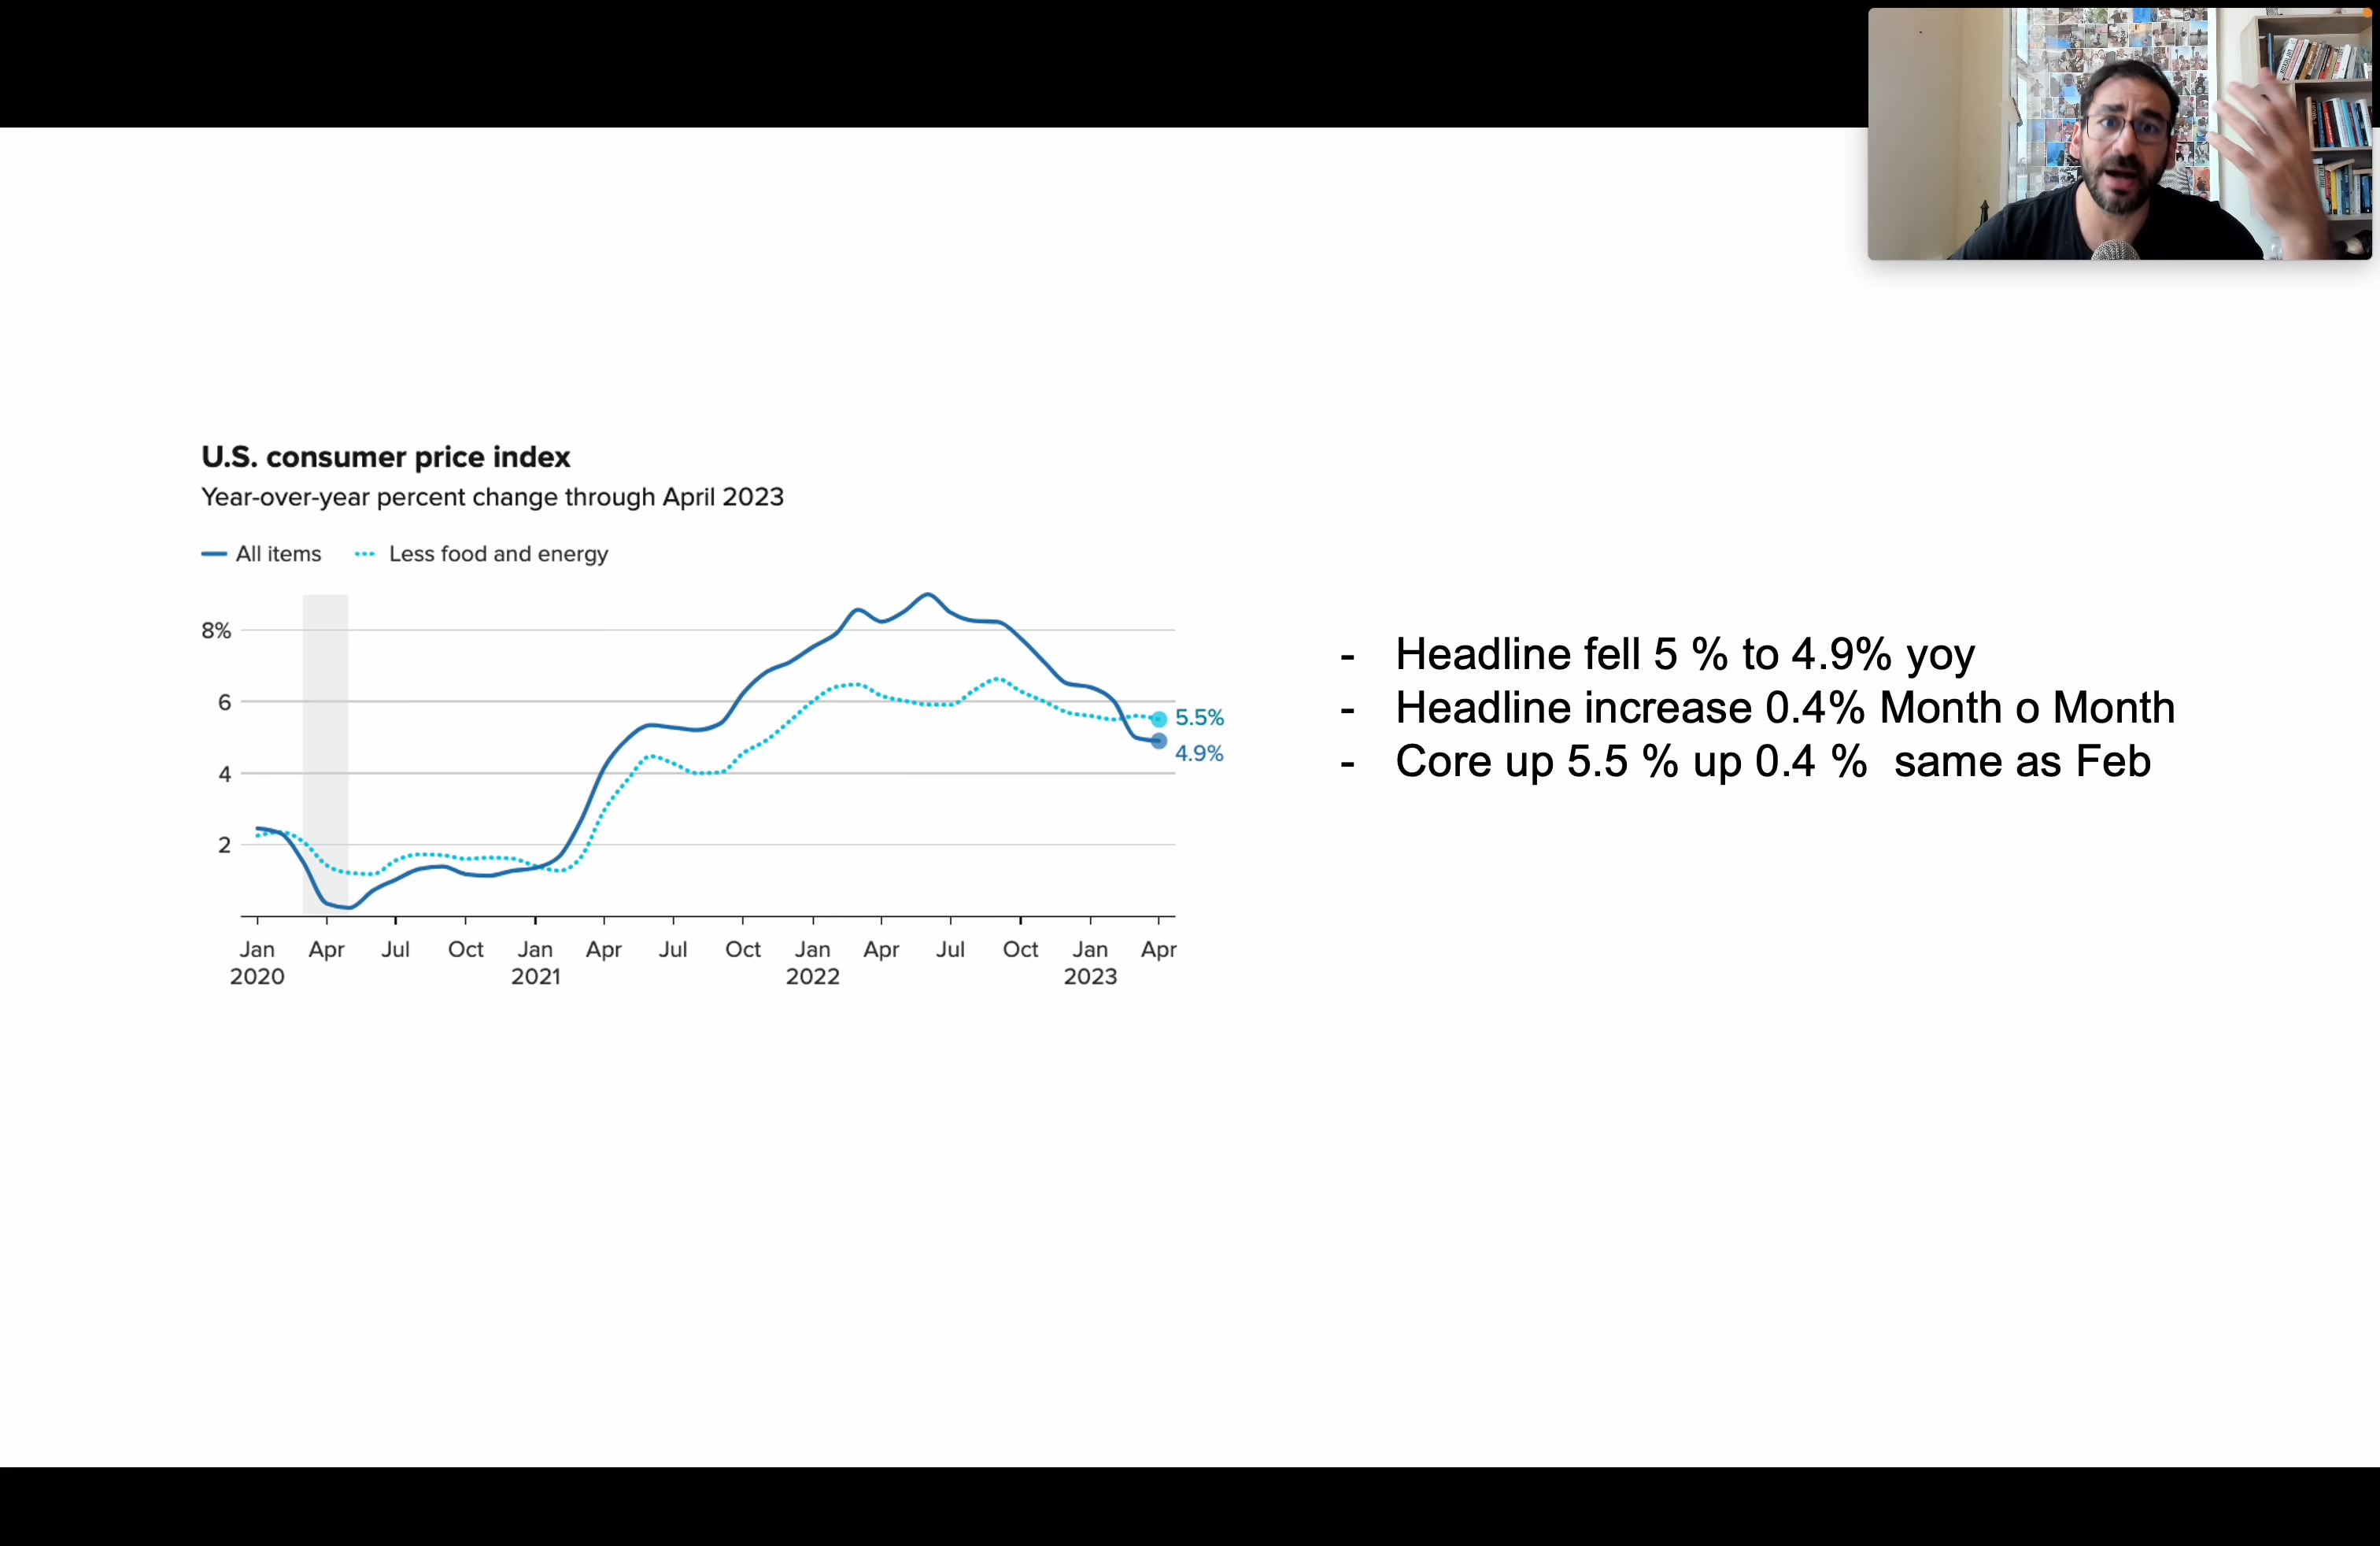 U.S. consumer price index
Year-over-year percent change through April 2023
All items Less food and energy
8%
6
4
2
5.5%
4.9%
Jan Apr Jul Oct Jan Apr Jul Oct Jan Apr Jul Oct Jan Apr
2020 2021 2022 2023
- Headline fell 5 % to 4.9% yoy
- Headline increase 0.4% Month o Month
- Core up 5.5 % up 0.4 %  same as Feb